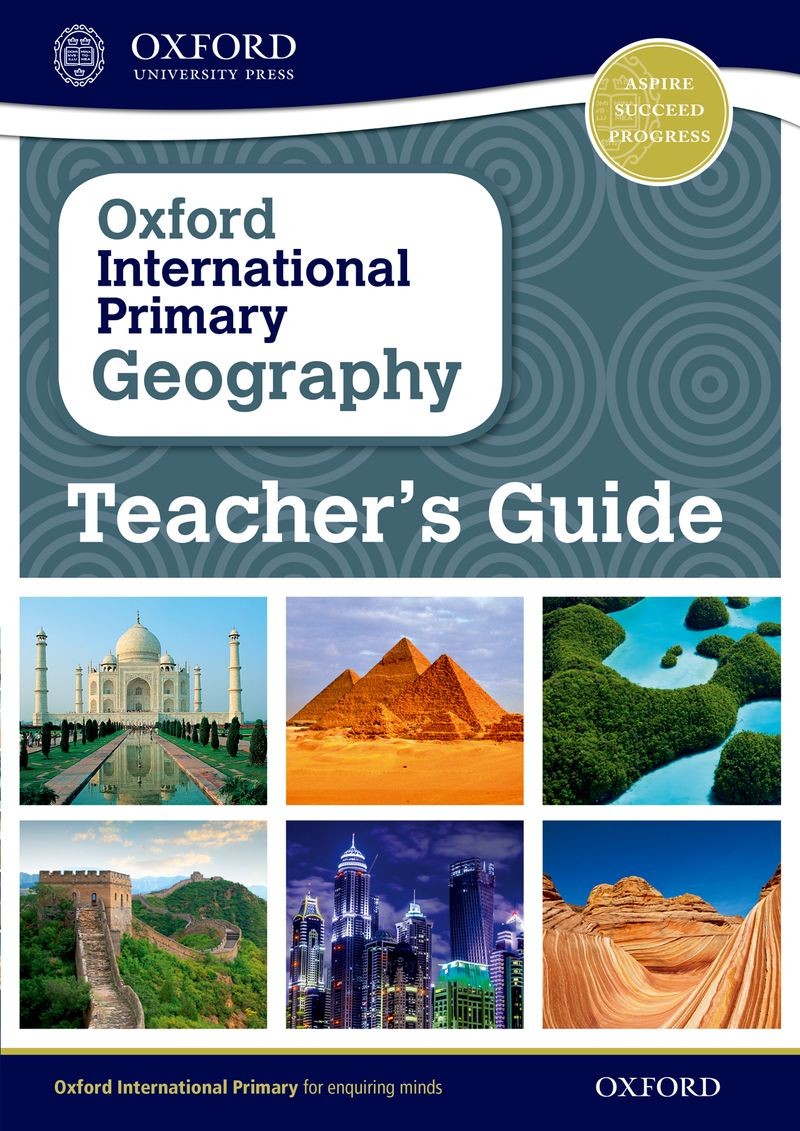 OXFORD
UNIVERSITY PRESS
ASPIRE
SUCCEED
PROGRESS
Oxford
International
Primary
Geography
Teacher's Guide
Oxford International Primary for enquiring minds
OXFORD